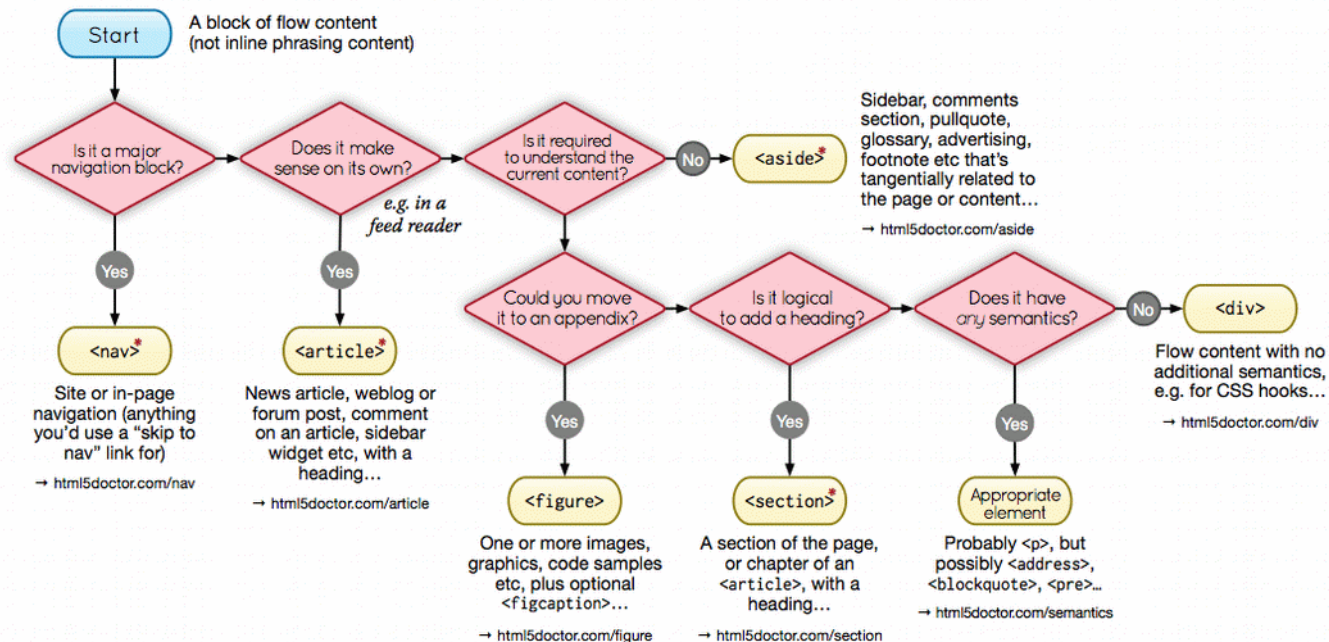 Start
A block of flow content
(not inline phrasing content)
Is it a major
navigation block?
Does it make
sense on its own?
e.g. in a
feed reader
Is it required
to understand the
current content?
No
<aside>*
Sidebar, comments
section, pullquote,
glossary, advertising,
footnote etc that’s
tangentially related to
the page or content…
→ html5doctor.com/aside
Yes
<nav>*
Site or in-page
navigation (anything
you’d use a “skip to
nav” link for)
→ html5doctor.com/nav
Yes
<article>*
News article, weblog or
forum post, comment
on an article, sidebar
widget etc, with a
heading…
→ html5doctor.com/article
Could you move
it to an appendix?
Yes
<figure>
One or more images,
graphics, code samples
etc, plus optional
<figcaption>…
→ html5doctor.com/figure
Is it logical
to add a heading?
Yes
<section>*
A section of the page,
or chapter of an
<article>, with a
heading…
→ html5doctor.com/section
Does it have
any semantics?
Yes
Appropriate
element
Probably <p>, but
possibly <address>,
<blockquote>, <pre>…
→ html5doctor.com/semantics
No
<div>
Flow content with no
additional semantics,
e.g. for CSS hooks…
→ html5doctor.com/div